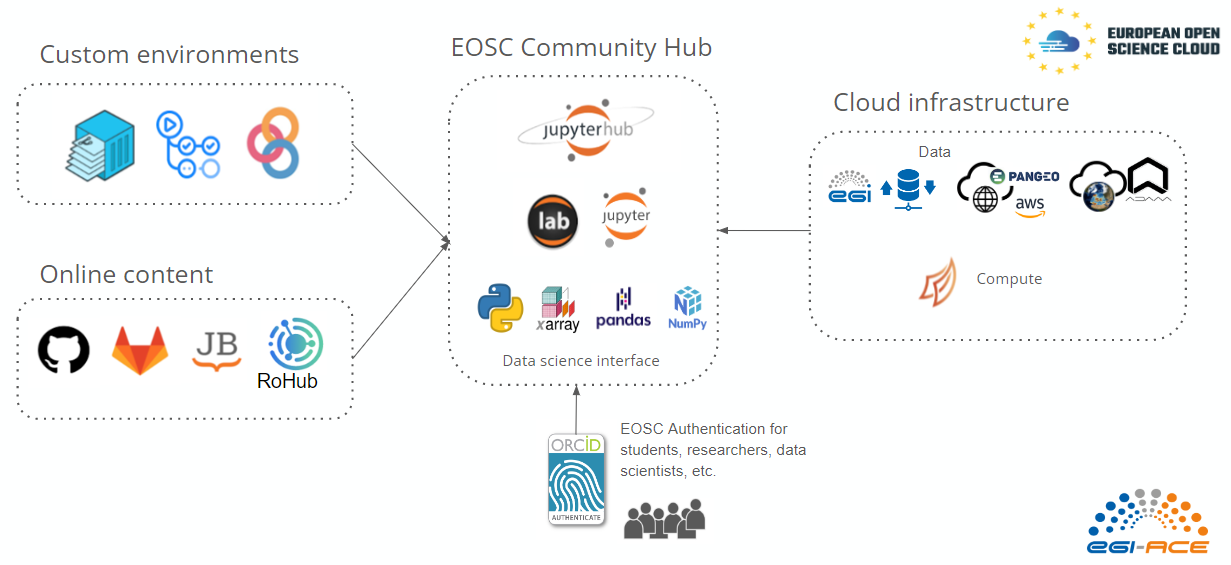 Custom environments
EOSC Community Hub
EUROPEAN OPEN
SCIENCE CLOUD
Cloud infrastructure
jupyterhub
Data
egi
PANGEO
aws
ADAM
lab
jupyter
Online content
Compute
xarray
pandas
NumPy
JB
RoHub
Data science interface
ORCID
AUTHENTICATE
EOSC Authentication for
students, researchers, data
scientists, etc.
eGI-ACE